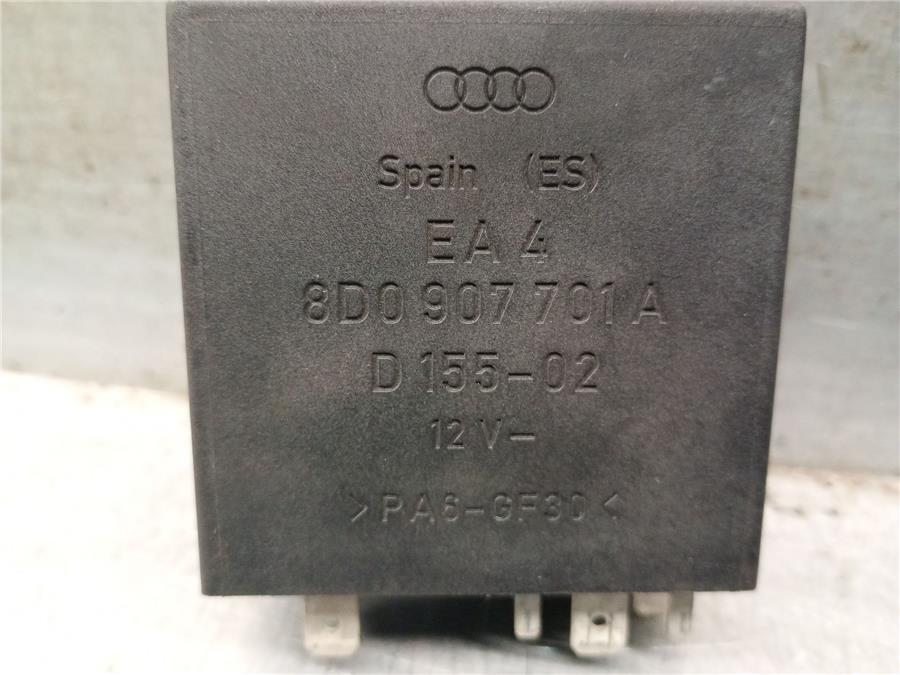 Spain (ES)
EA 4
8D0 907 701 A
D 155-02
12 V-
>PA6-GF30<